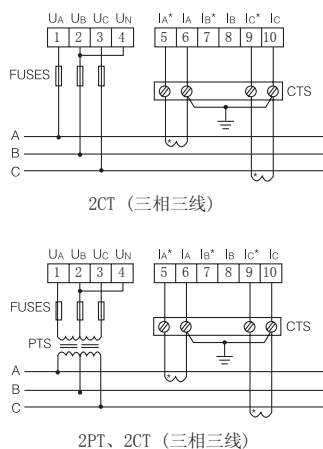 UA UB UC UN IA* IA IB* IB IC* IC
1 2 3 4 5 6 7 8 9 10
FUSES
CTS
A
*
B
C
*
2CT (三相三线)
UA UB UC UN IA* IA IB* IB IC* IC
1 2 3 4 5 6 7 8 9 10
FUSES
CTS
PTS
A
*
B
C
*
2PT、2CT (三相三线)